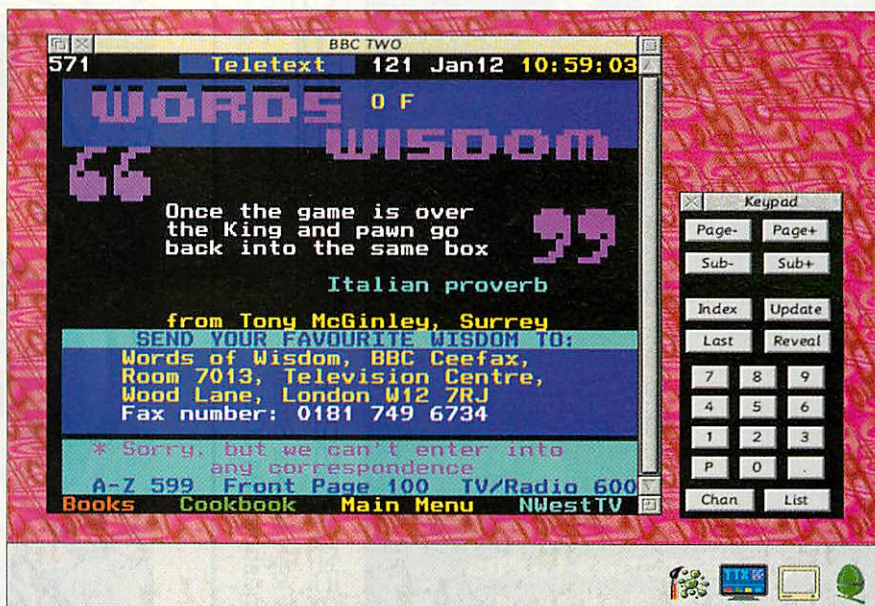 BBC TWO
571 Teletext 121 Jan12 10:59:03
WORDS OF
WISDOM
“
Once the game is over
the King and pawn go
back into the same box
”
Italian proverb
from Tony McGinley, Surrey
SEND YOUR FAVOURITE WISDOM TO:
Words of Wisdom, BBC Ceefax,
Room 7013, Television Centre,
Wood Lane, London W12 7RJ
Fax number: 0181 749 6734
* Sorry, but we can't enter into
any correspondence
A-Z 599 Front Page 100 TV/Radio 600
Books Cookbook Main Menu NWestTV
Keypad
Page- Page+
Sub- Sub+
Index Update
Last Reveal
7 8 9
4 5 6
1 2 3
P 0 .
Chan List
TTX